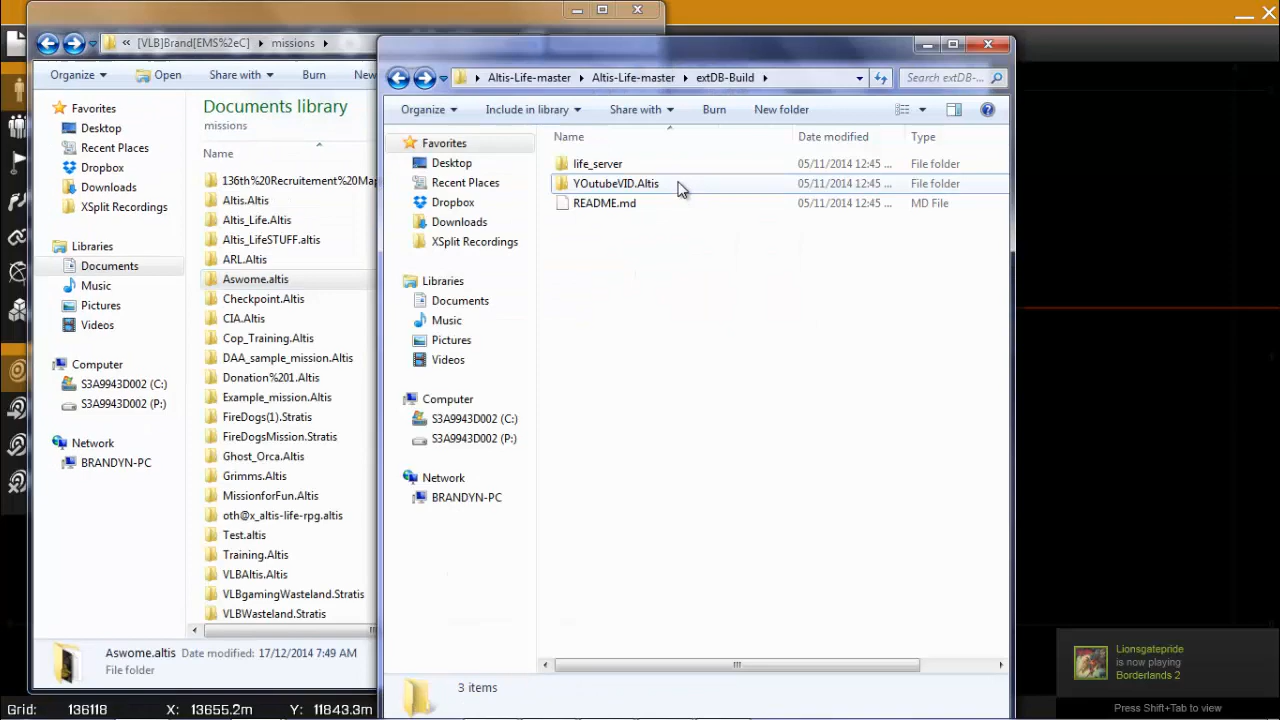 « [VLB]Brand[EMS%2eC] ▸ missions ▸
Organize Open Share with Burn New
Favorites
Desktop
Recent Places
Dropbox
Downloads
XSplit Recordings
Libraries
Documents
Music
Pictures
Videos
Computer
S3A9943D002 (C:)
S3A9943D002 (P:)
Network
BRANDYN-PC
Documents library
missions
Name
136th%20Recruitement%20Map
Altis.Altis
Altis_Life.Altis
Altis_LifeSTUFF.altis
ARL.Altis
Aswome.altis
Checkpoint.Altis
CIA.Altis
Cop_Training.Altis
DAA_sample_mission.Altis
Donation%201.Altis
Example_mission.Altis
FireDogs(1).Stratis
FireDogsMission.Stratis
Ghost_Orca.Altis
Grimms.Altis
MissionforFun.Altis
oth@x_altis-life-rpg.altis
Test.altis
Training.Altis
VLBAltis.Altis
VLBgamingWasteland.Stratis
VLBWasteland.Stratis
Aswome.altis Date modified: 17/12/2014 7:49 AM
File folder
Altis-Life-master ▸ Altis-Life-master ▸ extDB-Build ▸ Search extDB-...
Organize Include in library Share with Burn New folder
Favorites
Desktop
Recent Places
Dropbox
Downloads
XSplit Recordings
Libraries
Documents
Music
Pictures
Videos
Computer
S3A9943D002 (C:)
S3A9943D002 (P:)
Network
BRANDYN-PC
Name Date modified Type
life_server 05/11/2014 12:45 ... File folder
YOutubeVID.Altis 05/11/2014 12:45 ... File folder
README.md 05/11/2014 12:45 ... MD File
3 items
Lionsgatepride
is now playing
Borderlands 2
Press Shift+Tab to view
Grid: 136118 X: 13655.2m Y: 11843.3m